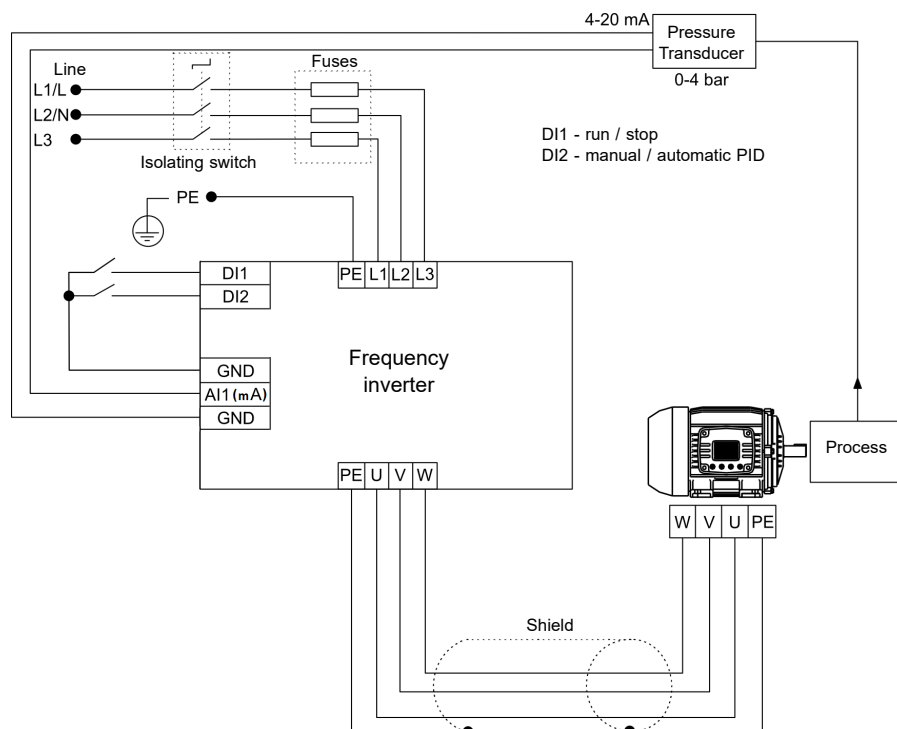 4-20 mA
Pressure
Transducer
0-4 bar
Line
Fuses
L1/L
L2/N
L3
Isolating switch
DI1 - run / stop
DI2 - manual / automatic PID
PE
DI1
DI2
PE L1 L2 L3
Frequency
inverter
GND
AI1 (mA)
GND
Process
PE U V W
W V U PE
Shield